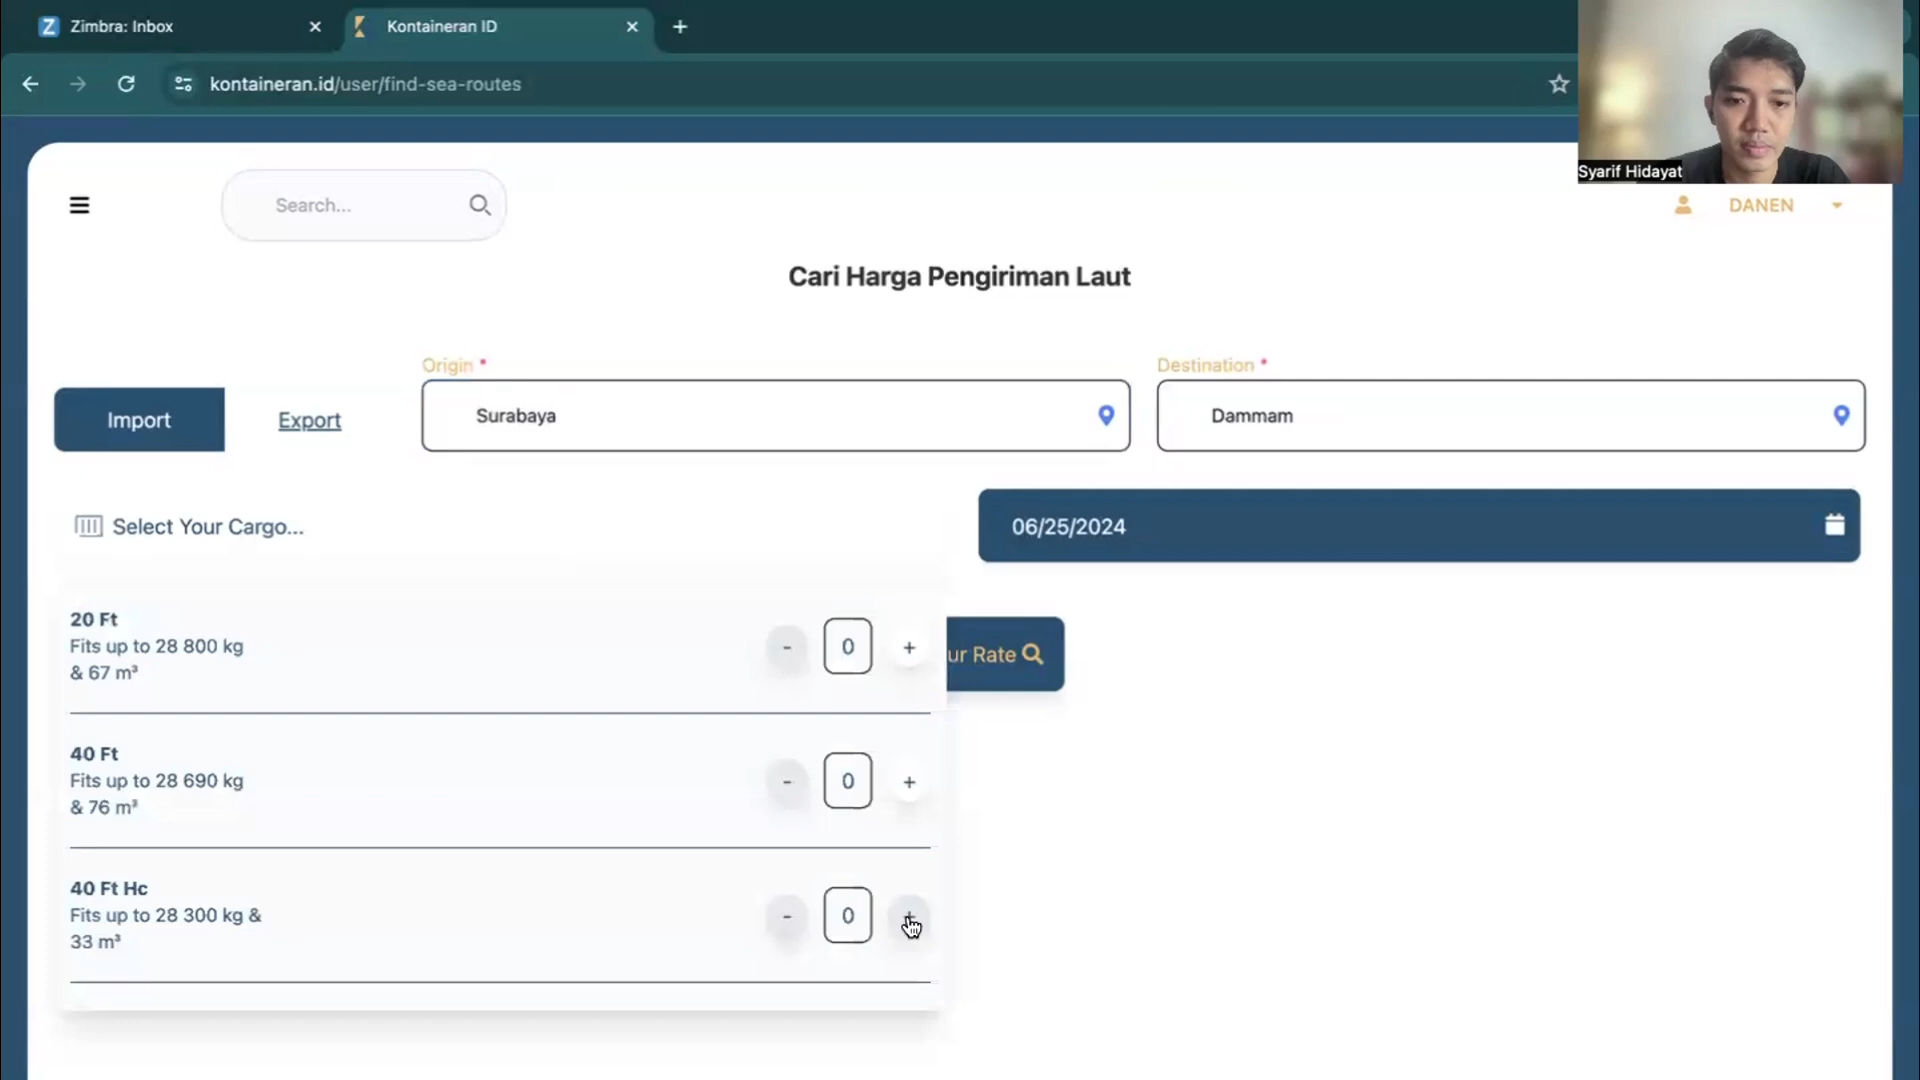 Zimbra: Inbox
Kontaineran ID
kontaineran.id/user/find-sea-routes
Syarif Hidayat
Search...
DANEN
Cari Harga Pengiriman Laut
Import
Export
Origin *
Surabaya
Destination *
Dammam
Select Your Cargo...
06/25/2024
20 Ft
Fits up to 28 800 kg
& 67 m³
- 0 +
ur Rate
40 Ft
Fits up to 28 690 kg
& 76 m³
- 0 +
40 Ft Hc
Fits up to 28 300 kg &
33 m³
- 0 +